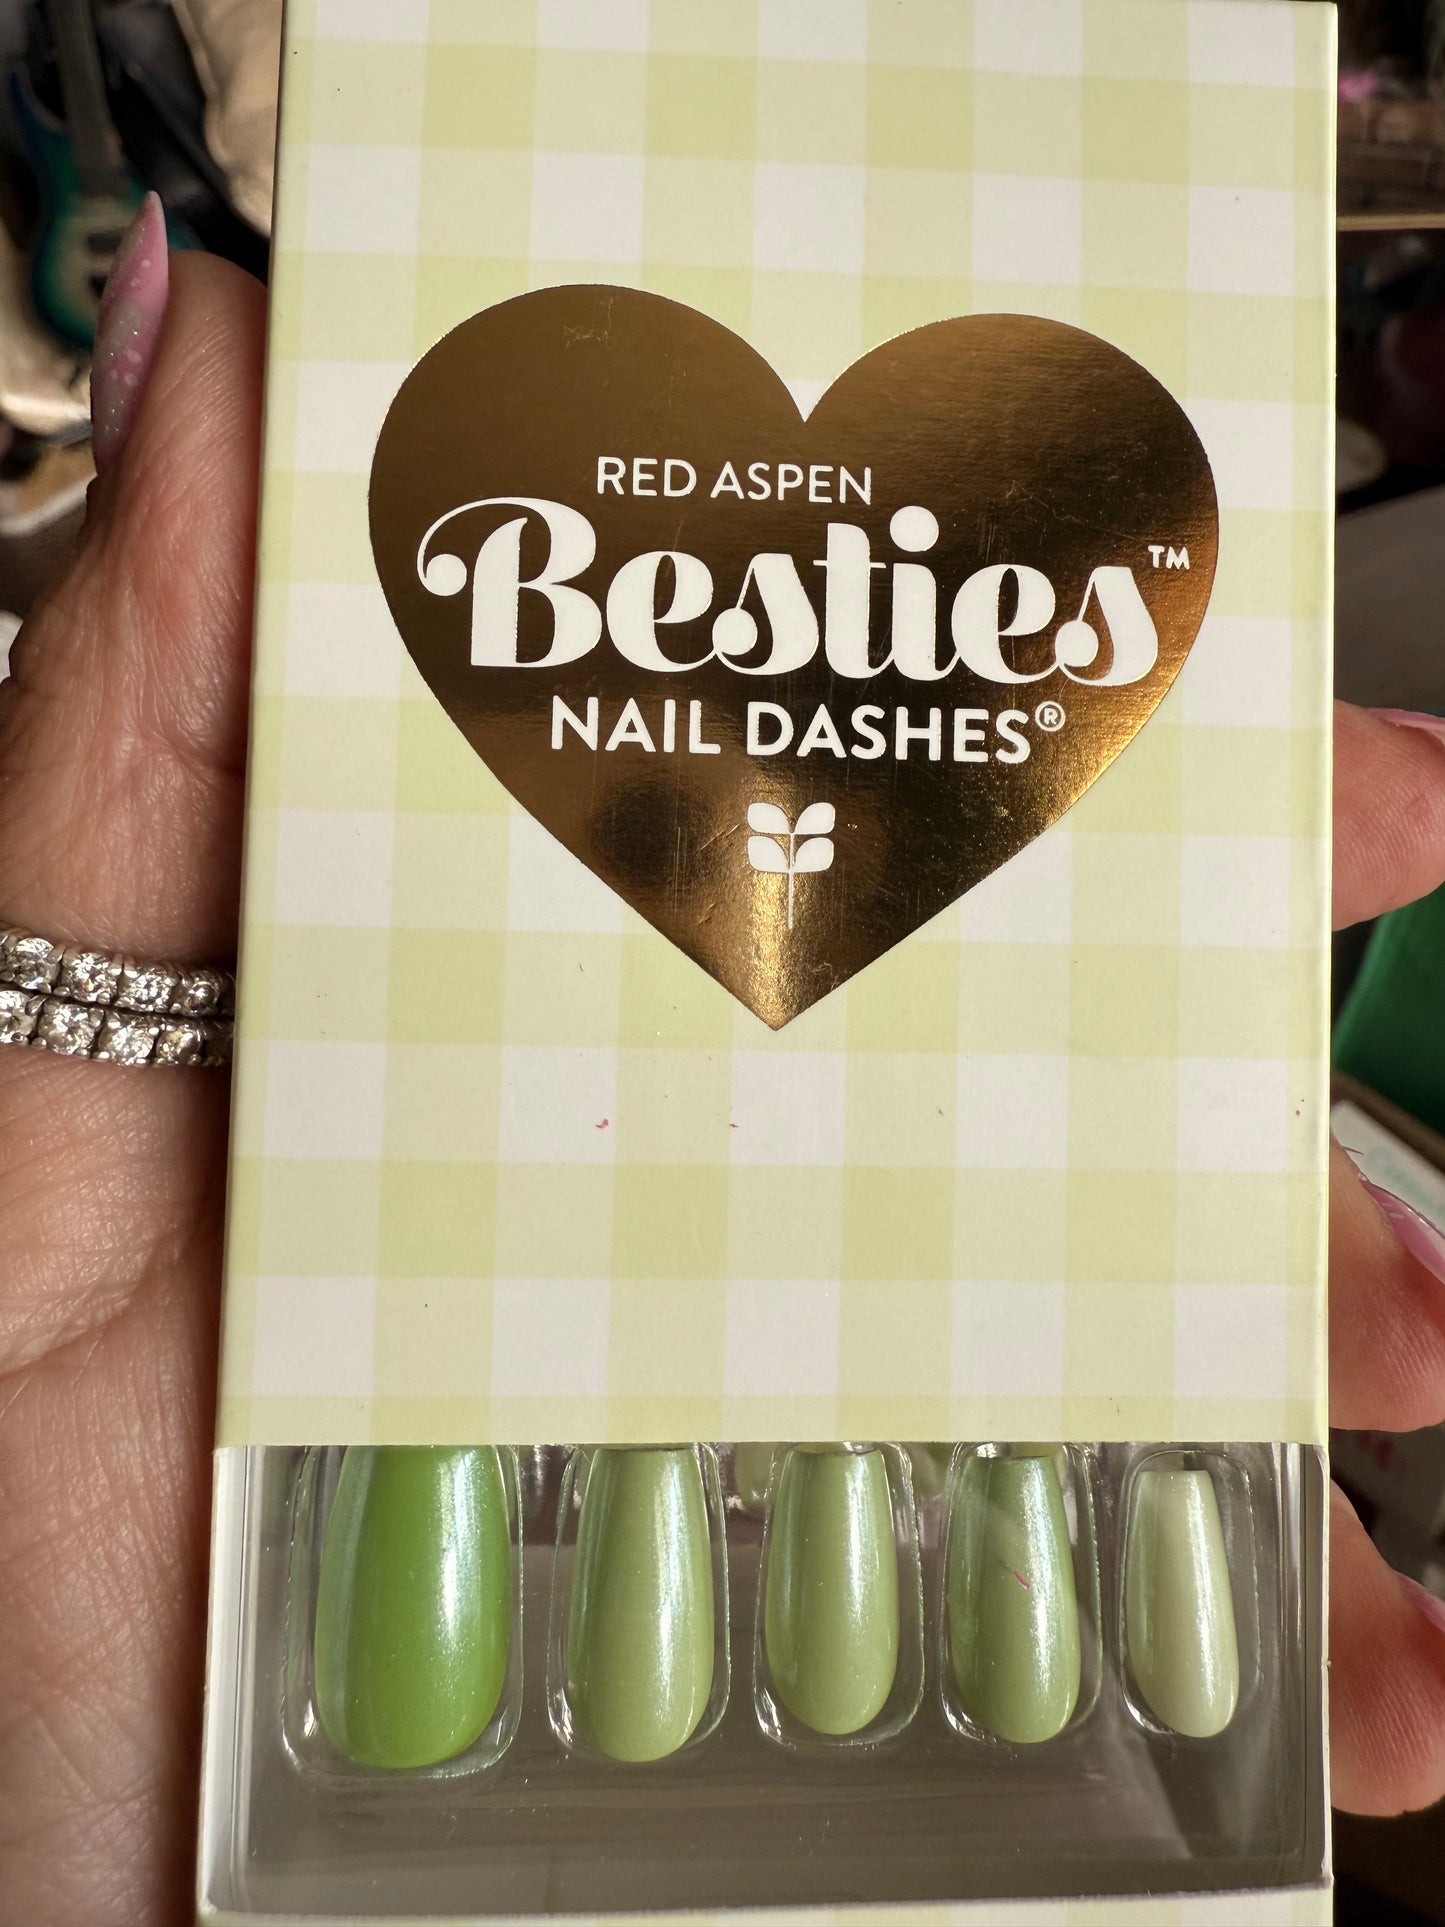 RED ASPEN
Besties™
NAIL DASHES®